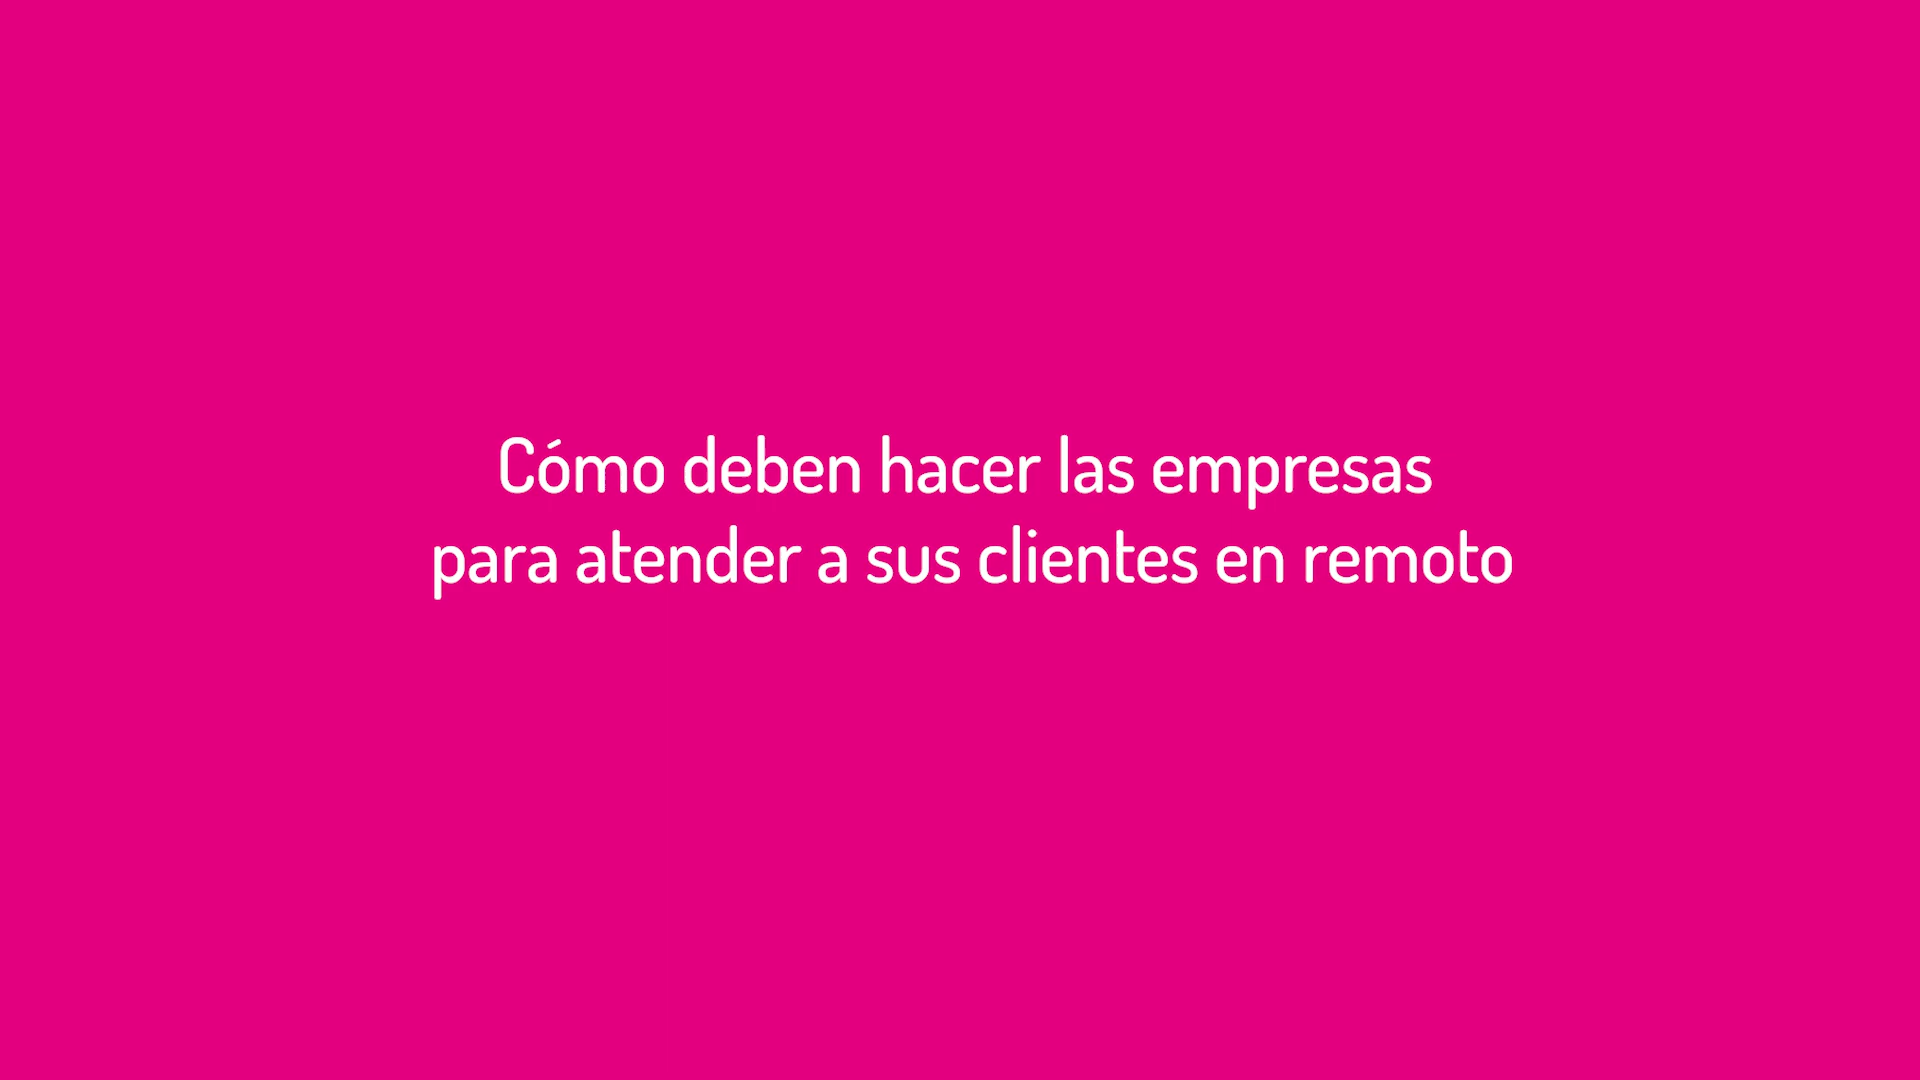 Cómo deben hacer las empresas
para atender a sus clientes en remoto